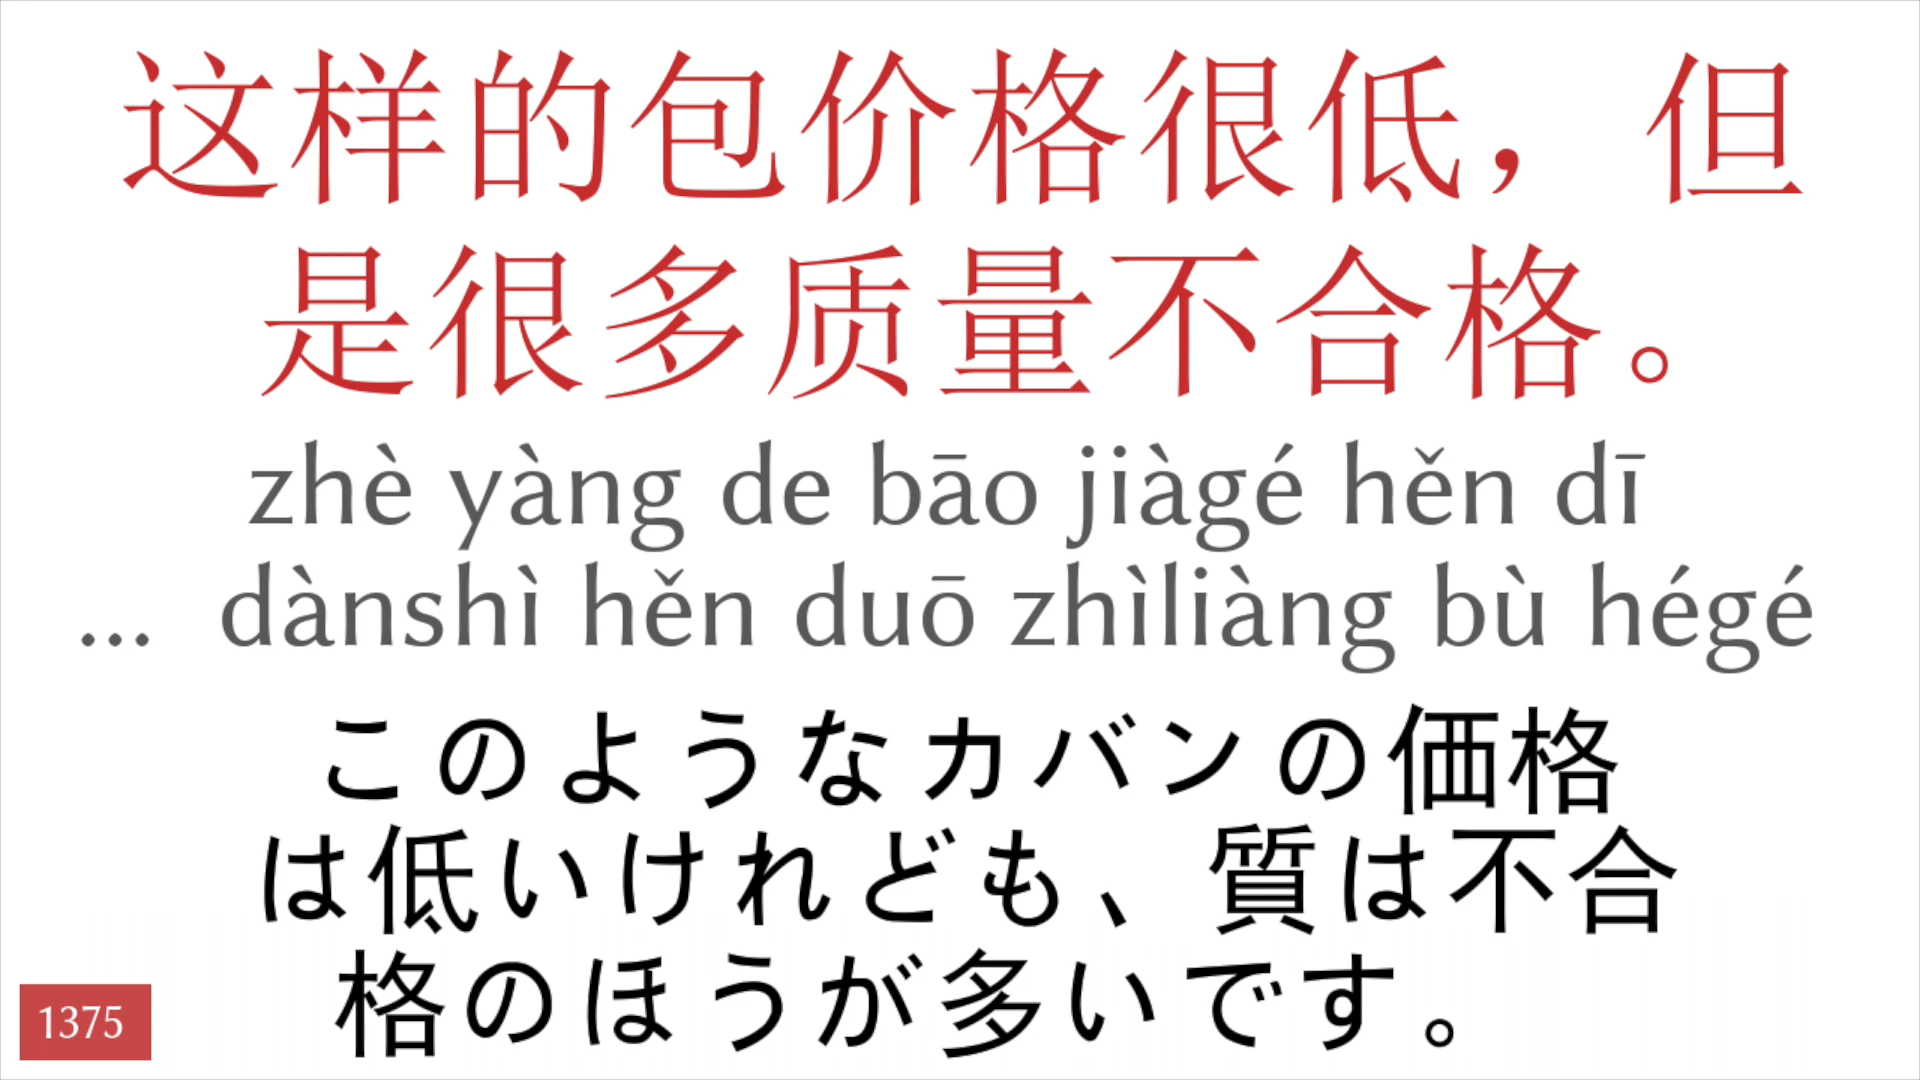 这样的包价格很低，但
是很多质量不合格。
zhè yàng de bāo jiàgé hěn dī
... dànshì hěn duō zhìliàng bù hégé
このようなカバンの価格
は低いけれども、質は不合
格のほうが多いです。
1375